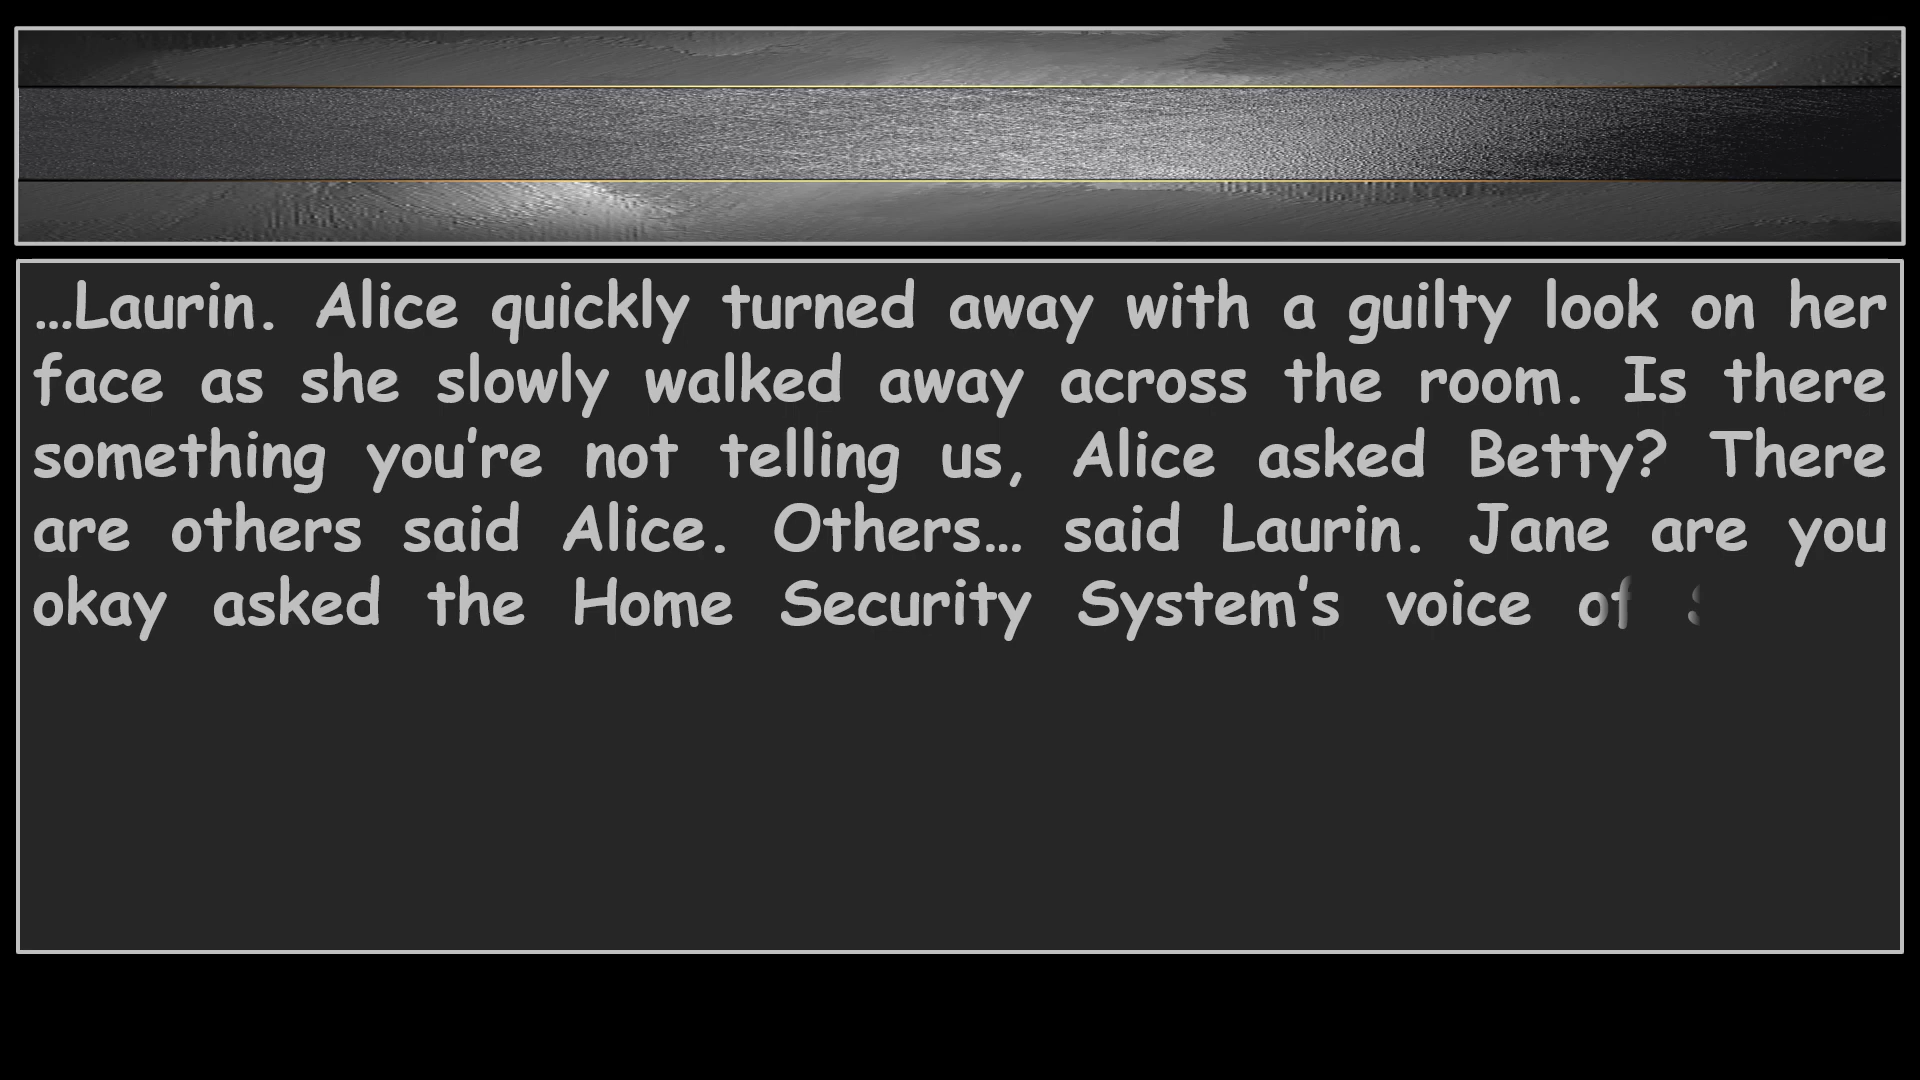 …Laurin. Alice quickly turned away with a guilty look on her
face as she slowly walked away across the room. Is there
something you’re not telling us, Alice asked Betty? There
are others said Alice. Others… said Laurin. Jane are you
okay asked the Home Security System’s voice of